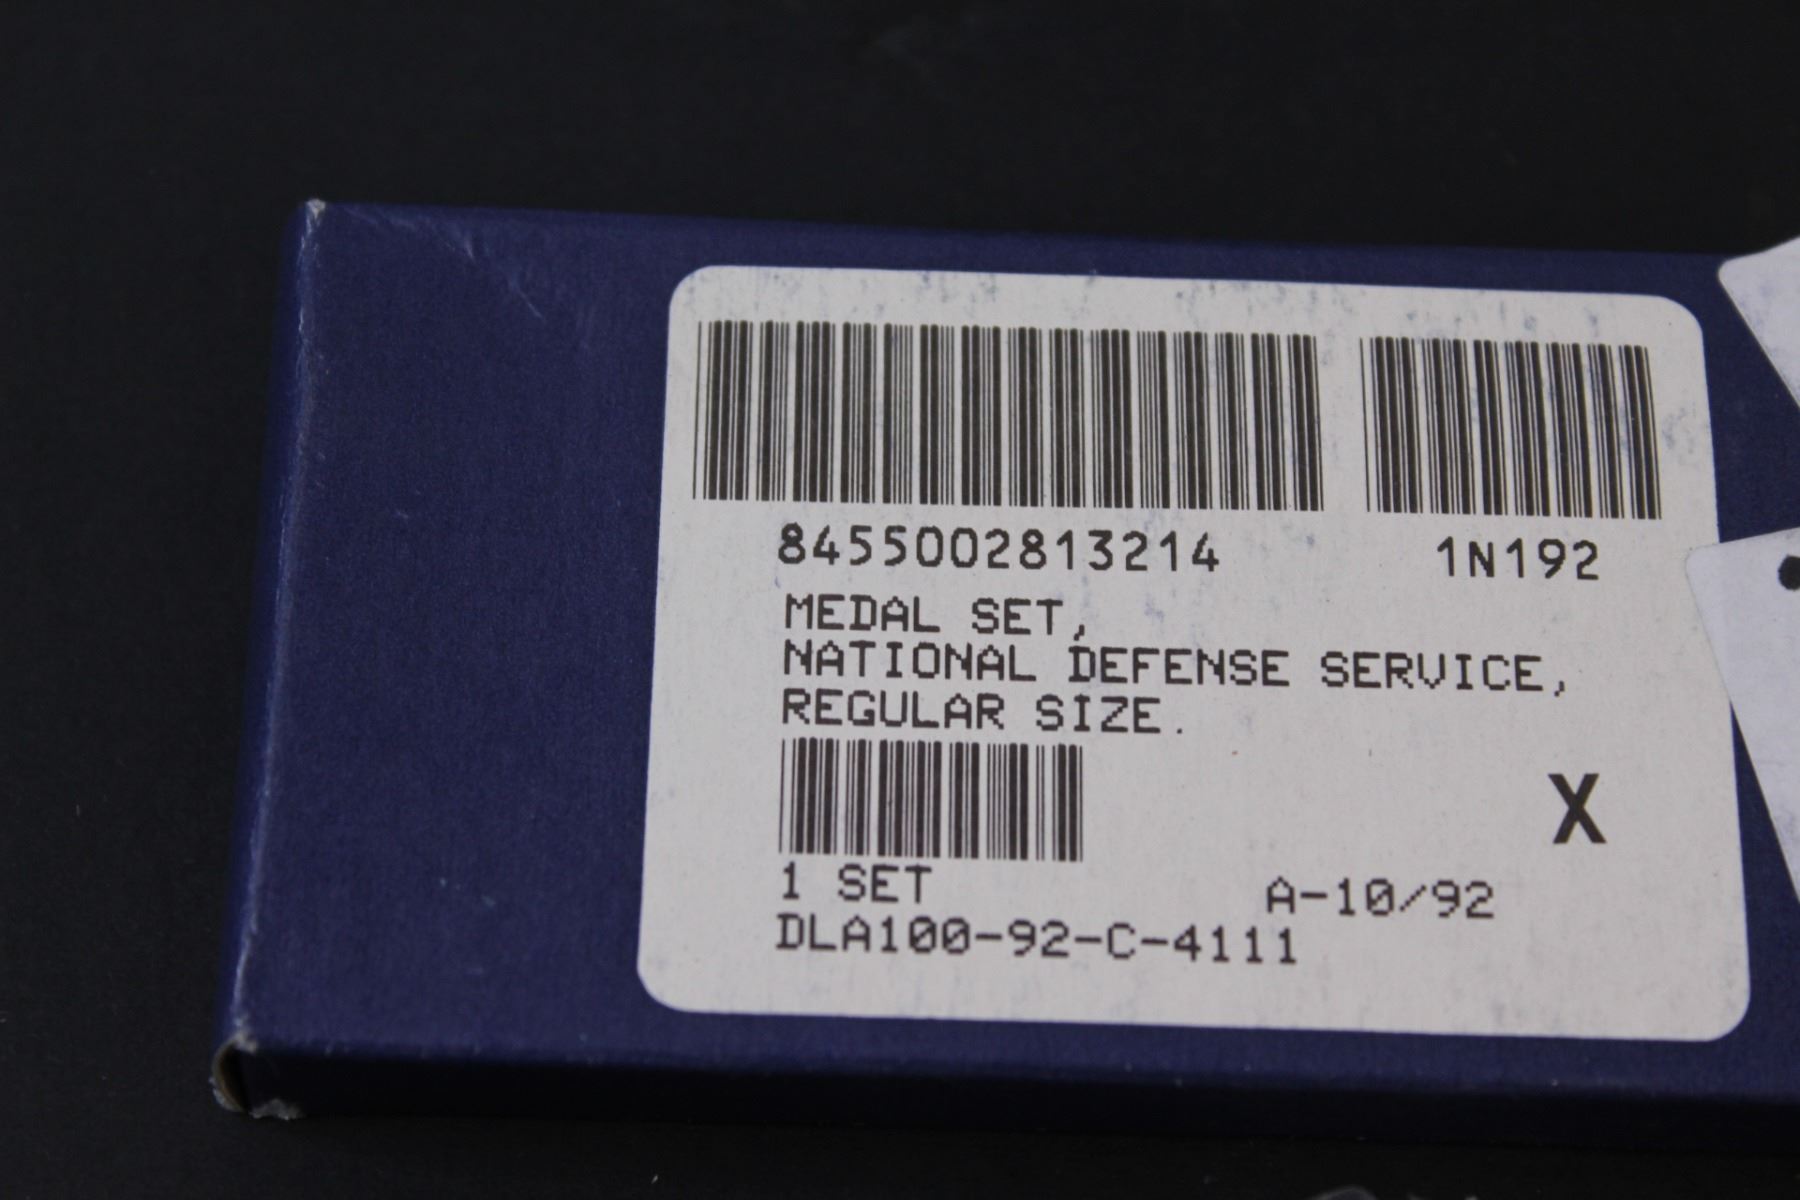 8455002813214 1N192
MEDAL SET,
NATIONAL DEFENSE SERVICE,
REGULAR SIZE.
X
1 SET A-10/92
DLA100-92-C-4111